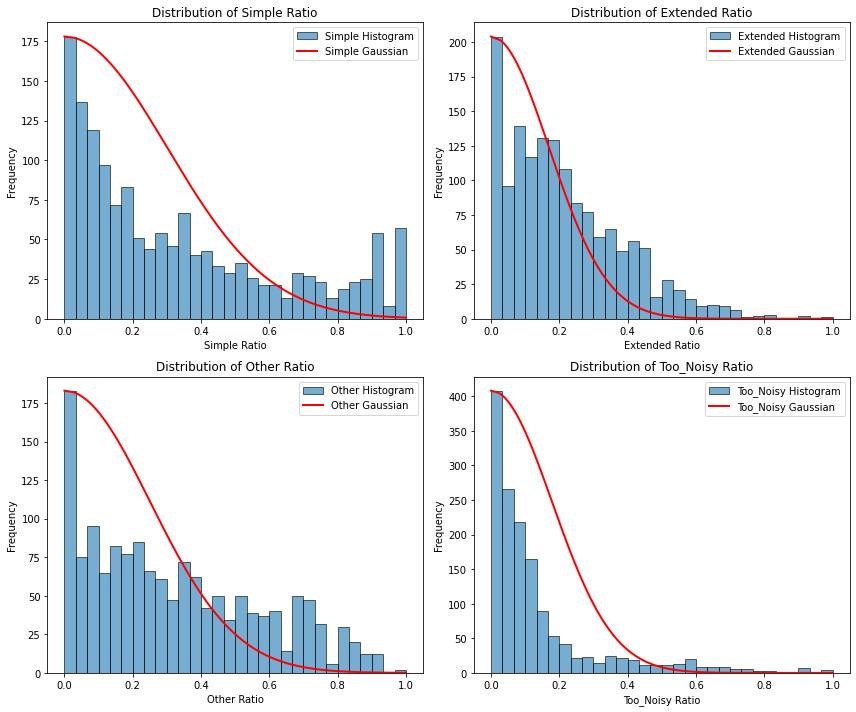 Distribution of Simple Ratio
Simple Histogram
Simple Gaussian
Frequency
175
150
125
100
75
50
25
0
0.0 0.2 0.4 0.6 0.8 1.0
Simple Ratio
Distribution of Extended Ratio
Extended Histogram
Extended Gaussian
Frequency
200
175
150
125
100
75
50
25
0
0.0 0.2 0.4 0.6 0.8 1.0
Extended Ratio
Distribution of Other Ratio
Other Histogram
Other Gaussian
Frequency
175
150
125
100
75
50
25
0
0.0 0.2 0.4 0.6 0.8 1.0
Other Ratio
Distribution of Too_Noisy Ratio
Too_Noisy Histogram
Too_Noisy Gaussian
Frequency
400
350
300
250
200
150
100
50
0
0.0 0.2 0.4 0.6 0.8 1.0
Too_Noisy Ratio